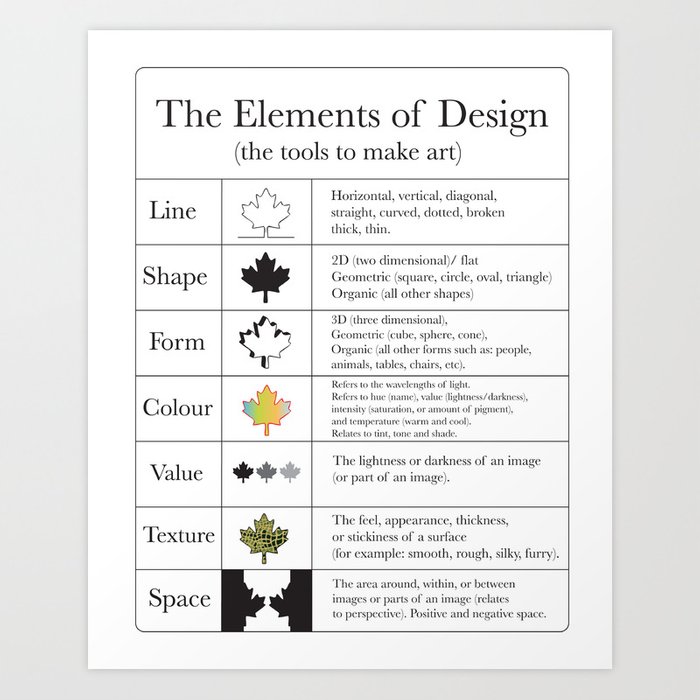 The Elements of Design
(the tools to make art)
Line
Horizontal, vertical, diagonal,
straight, curved, dotted, broken
thick, thin.
Shape
2D (two dimensional)/ flat
Geometric (square, circle, oval, triangle)
Organic (all other shapes)
Form
3D (three dimensional),
Geometric (cube, sphere, cone),
Organic (all other forms such as: people,
animals, tables, chairs, etc).
Colour
Refers to the wavelengths of light.
Refers to hue (name), value (lightness/darkness),
intensity (saturation, or amount of pigment),
and temperature (warm and cool).
Relates to tint, tone and shade.
Value
The lightness or darkness of an image
(or part of an image).
Texture
The feel, appearance, thickness,
or stickiness of a surface
(for example: smooth, rough, silky, furry).
Space
The area around, within, or between
images or parts of an image (relates
to perspective). Positive and negative space.